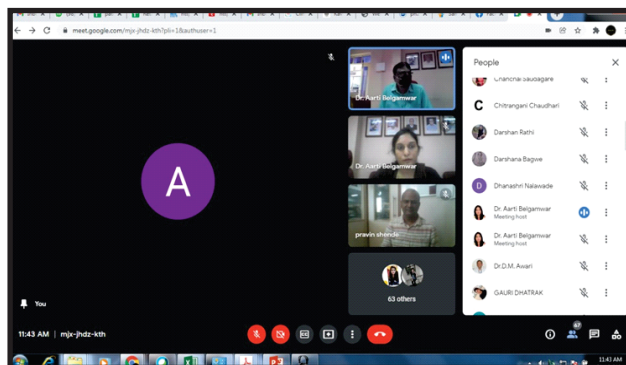 meet.google.com/mjx-jhdz-kth?pli=1&authuser=1
Dr. Aarti Belgamwar
Dr. Aarti Belgamwar
pravin shende
63 others
A
You
11:43 AM | mjx-jhdz-kth
People
Chanchal Saudagare
C Chitrangani Chaudhari
Darshan Rathi
Darshana Bagwe
D Dhanashri Nalawade
Dr. Aarti Belgamwar
Meeting host
Dr. Aarti Belgamwar
Meeting host
Dr.D.M. Awari
GAURI DHATRAK
67
11:43 AM